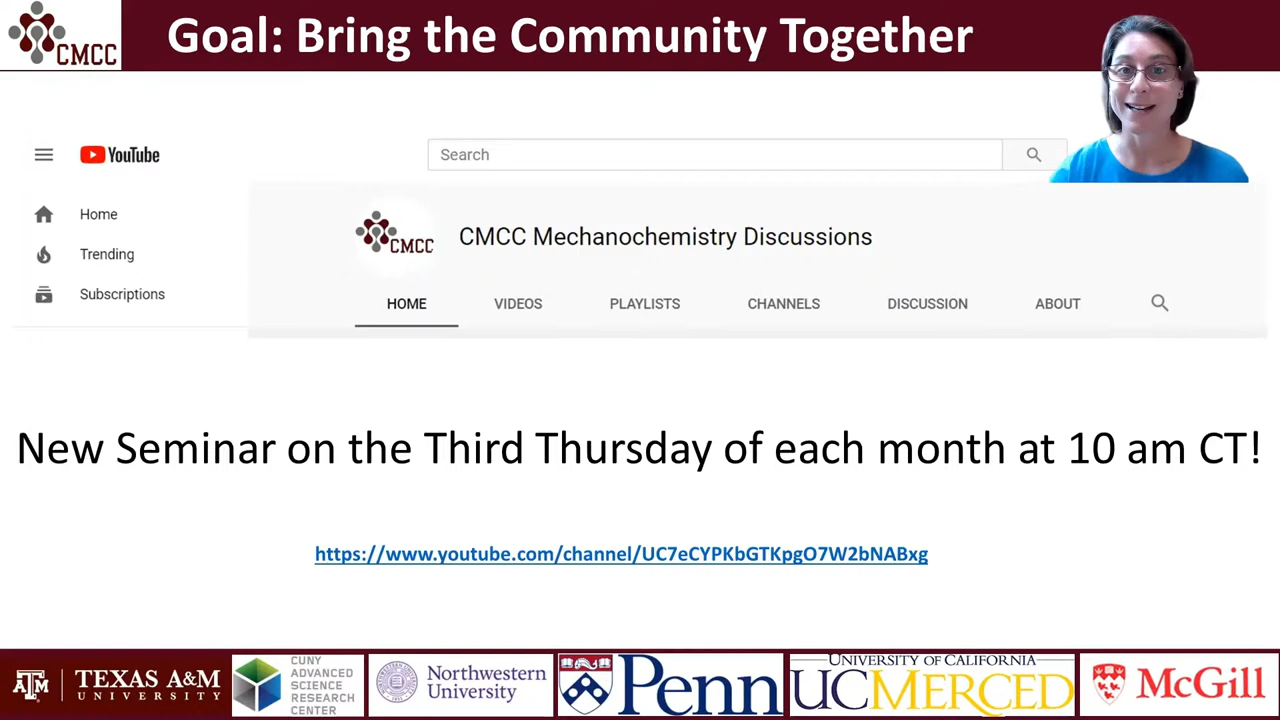 CMCC
Goal: Bring the Community Together
YouTube
Search
Home
Trending
Subscriptions
CMCC
CMCC Mechanochemistry Discussions
HOME
VIDEOS
PLAYLISTS
CHANNELS
DISCUSSION
ABOUT
New Seminar on the Third Thursday of each month at 10 am CT!
https://www.youtube.com/channel/UC7eCYPKbGTKpgO7W2bNABxg
ATM
TEXAS A&M
UNIVERSITY
CUNY
ADVANCED
SCIENCE
RESEARCH
CENTER
Northwestern
University
Penn
UNIVERSITY OF CALIFORNIA
UCMERCED
McGill